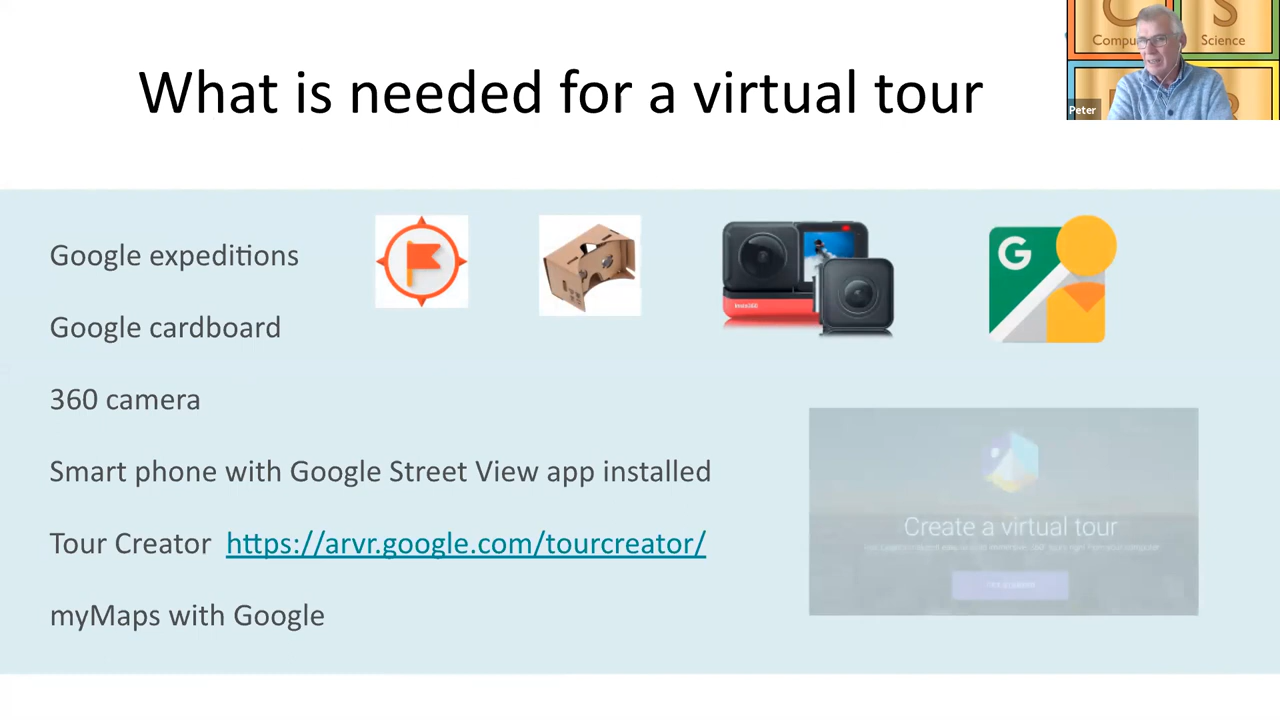 What is needed for a virtual tour
C S
Science
Peter
Google expeditions
Google cardboard
360 camera
Smart phone with Google Street View app installed
Tour Creator https://arvr.google.com/tourcreator/
myMaps with Google
G
Create a virtual tour